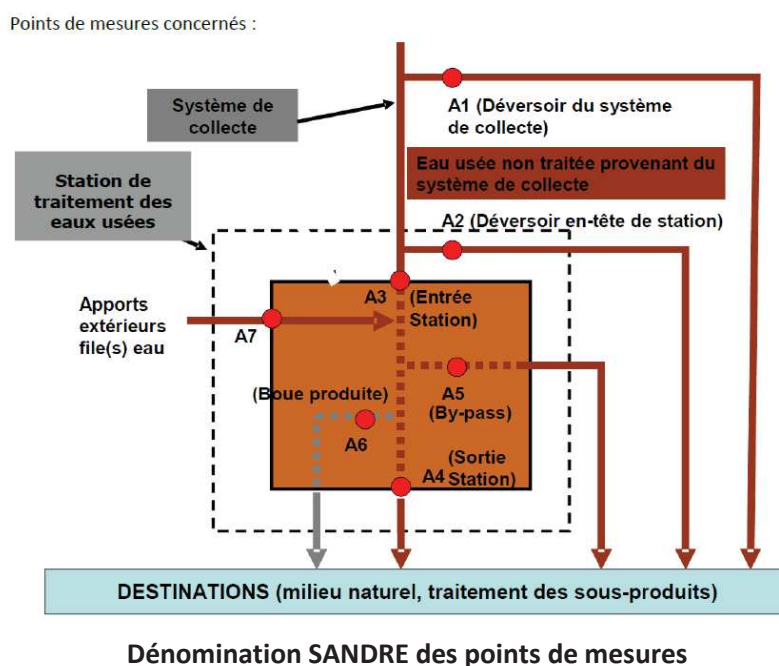 Points de mesures concernés :
Système de
collecte
A1 (Déversoir du système
de collecte)
Station de
traitement des
eaux usées
Eau usée non traitée provenant du
système de collecte
A2 (Déversoir en-tête de station)
Apports
extérieurs
file(s) eau
A7
A3
(Entrée
Station)
A5
(By-pass)
(Boue produite)
A6
A4
(Sortie
Station)
DESTINATIONS (milieu naturel, traitement des sous-produits)
Dénomination SANDRE des points de mesures